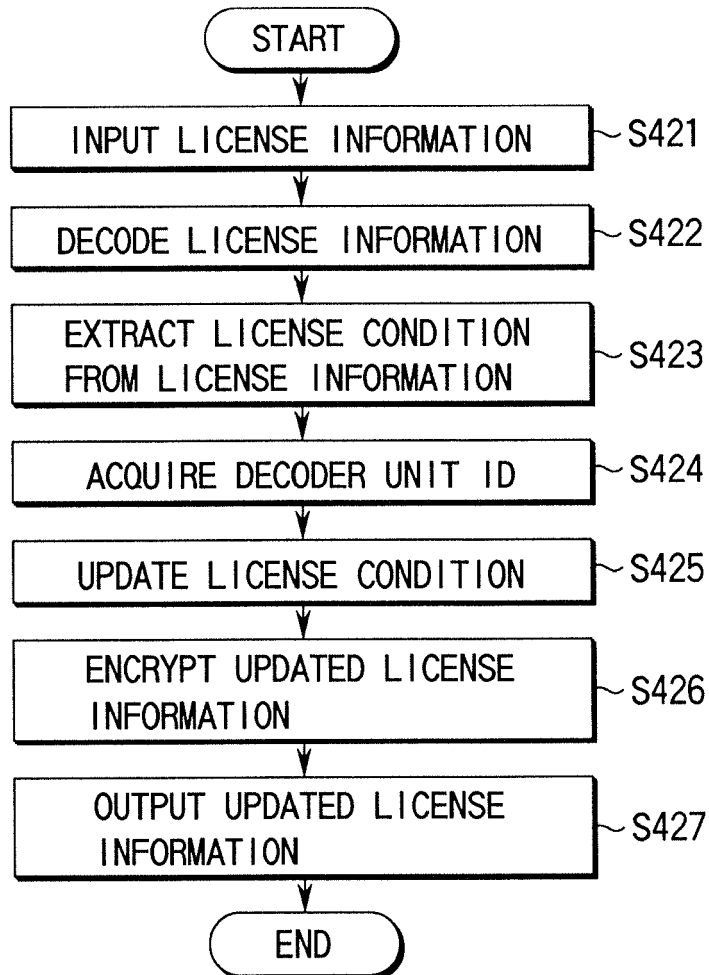 START
INPUT LICENSE INFORMATION
S421
DECODE LICENSE INFORMATION
S422
EXTRACT LICENSE CONDITION
FROM LICENSE INFORMATION
S423
ACQUIRE DECODER UNIT ID
S424
UPDATE LICENSE CONDITION
S425
ENCRYPT UPDATED LICENSE
INFORMATION
S426
OUTPUT UPDATED LICENSE
INFORMATION
S427
END